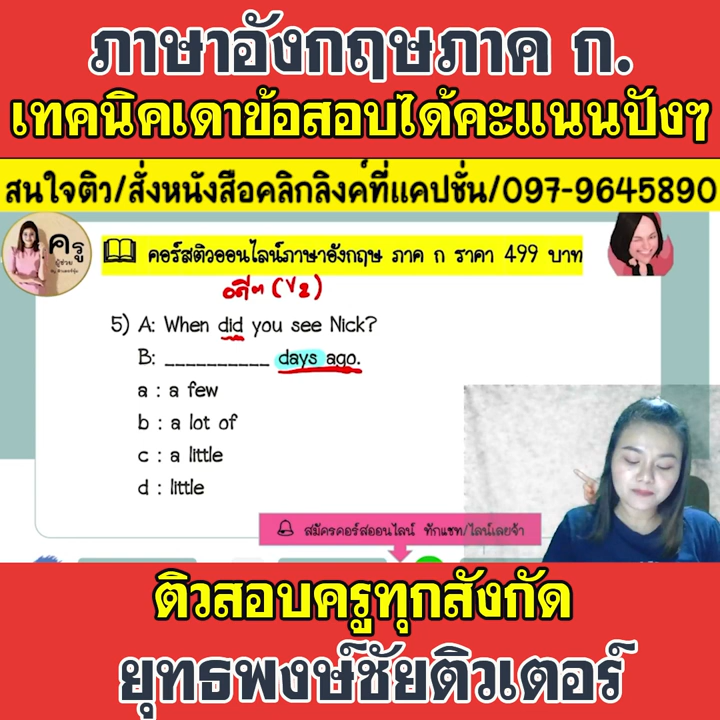 ภาษาอังกฤษภาค ก.
เทคนิคเดาข้อสอบได้คะแนนปังๆ
สนใจติว/สั่งหนังสือคลิกลิงค์ที่แคปชั่น/097-9645890
ครู
ผู้ช่วย
คอร์สติวออนไลน์ภาษาอังกฤษ ภาค ก ราคา 499 บาท
อดีต (V2)
5) A: When did you see Nick?
B: __________ days ago.
a : a few
b : a lot of
c : a little
d : little
สมัครคอร์สออนไลน์ ทักแชท/ไลน์เลยจ้า
ติวสอบครูทุกสังกัด
ยุทธพงษ์ชัยติวเตอร์